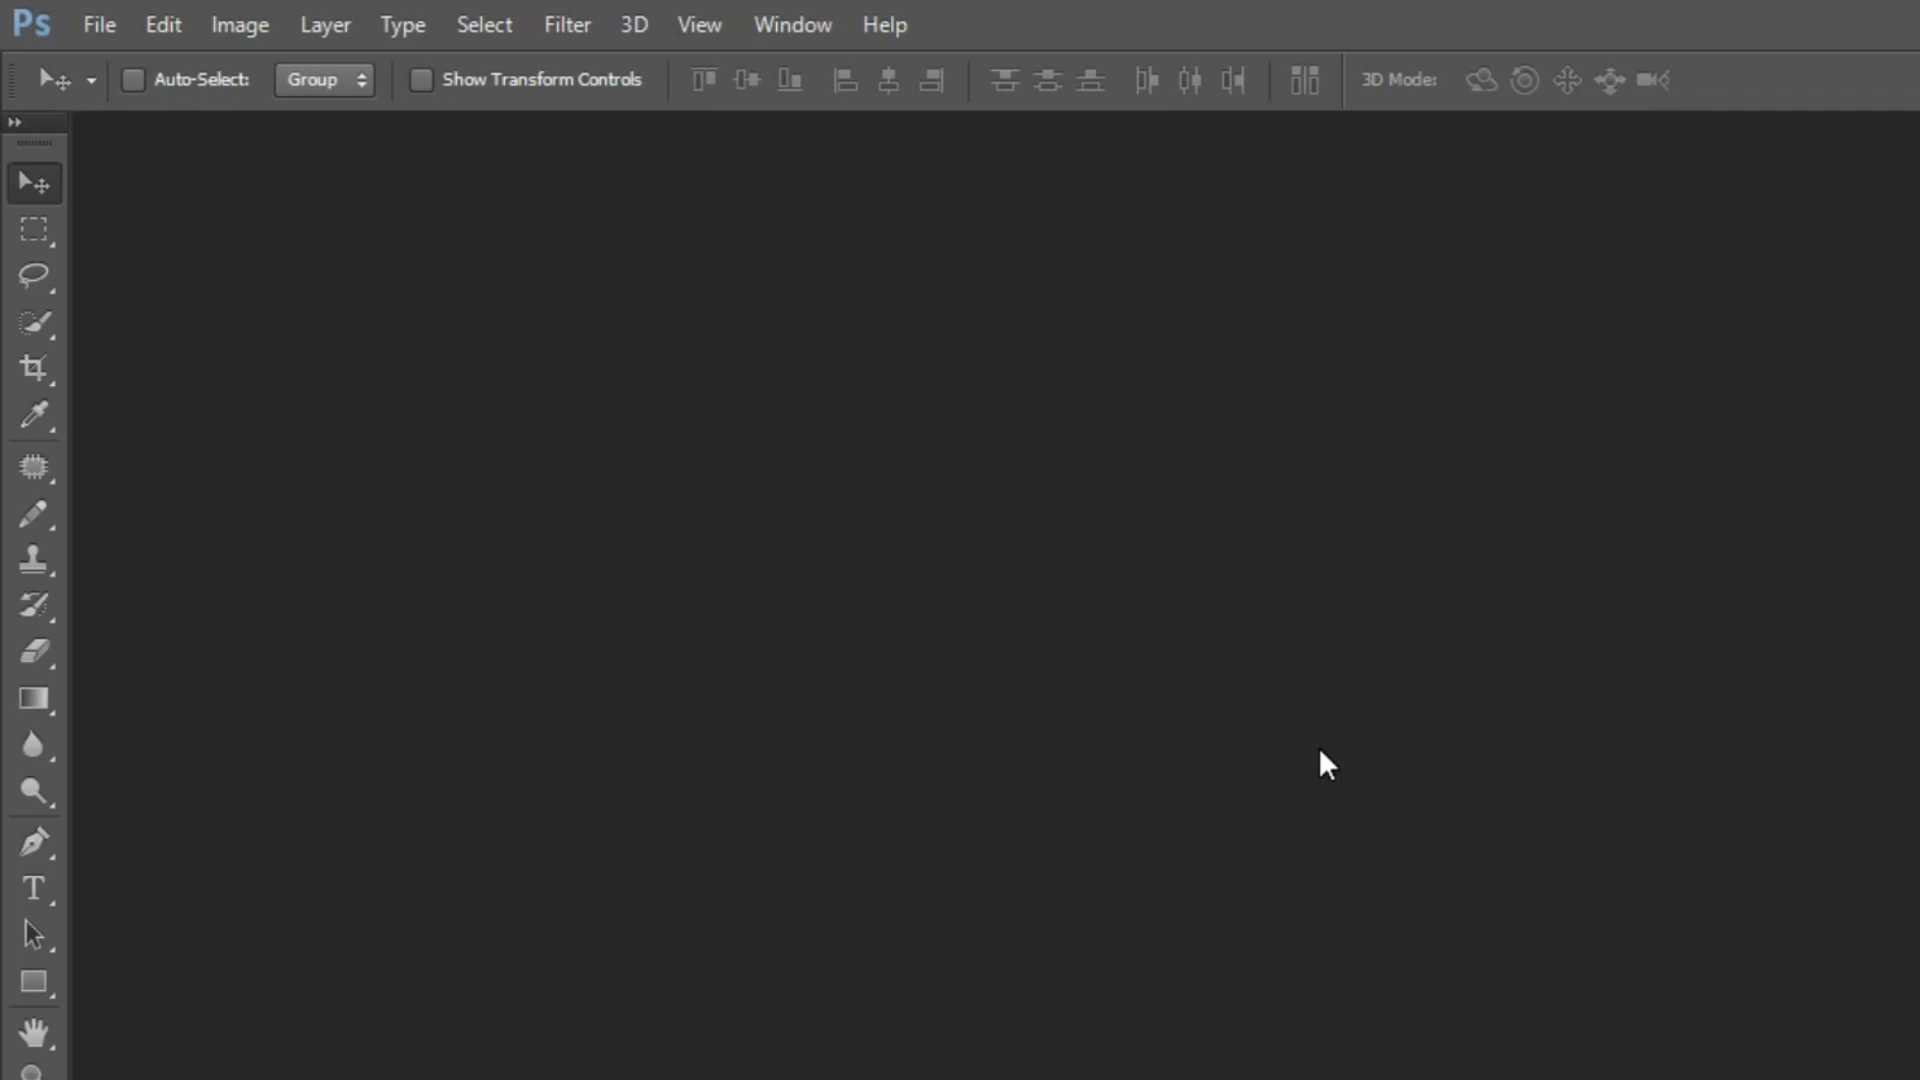 Ps File Edit Image Layer Type Select Filter 3D View Window Help
Auto-Select: Group Show Transform Controls 3D Mode:
T